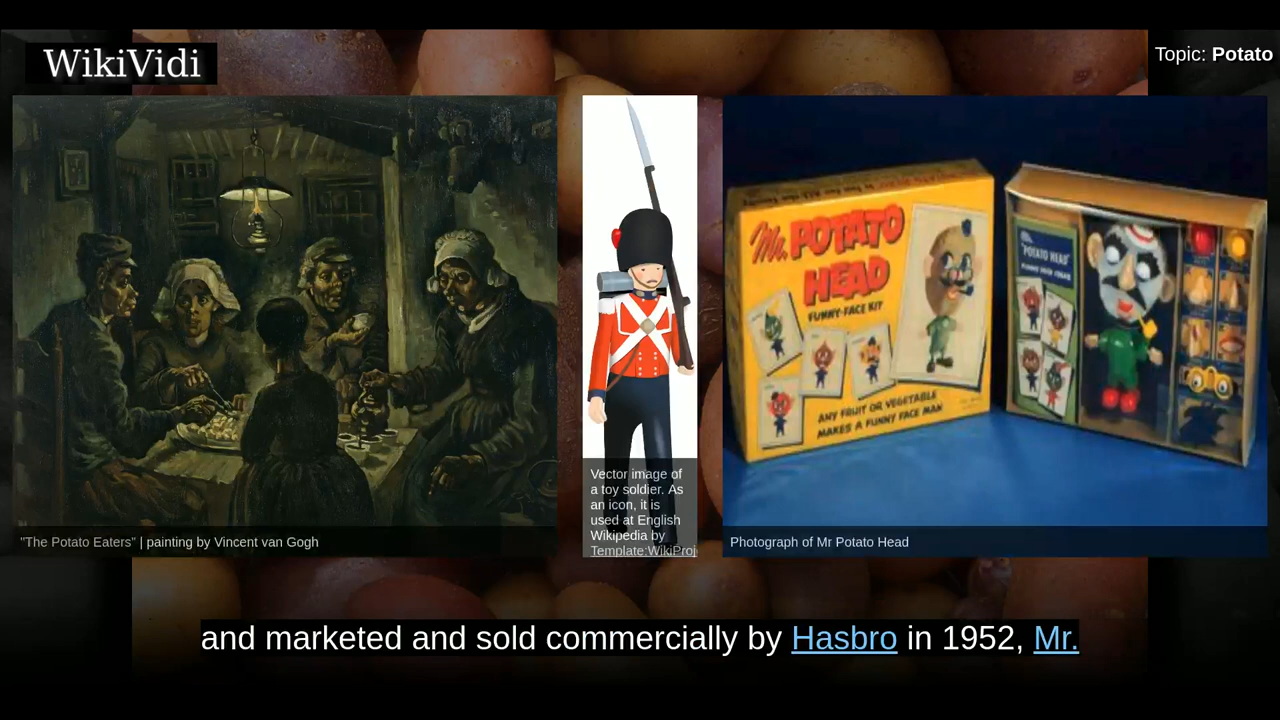 WikiVidi
Topic: Potato
Mr. POTATO
HEAD
FUNNY-FACE KIT
ANY FRUIT OR VEGETABLE
MAKES A FUNNY FACE MAN
"POTATO HEAD"
"The Potato Eaters" | painting by Vincent van Gogh
Vector image of
a toy soldier. As
an icon, it is
used at English
Wikipedia by
Template:WikiProj
Photograph of Mr Potato Head
and marketed and sold commercially by Hasbro in 1952, Mr.